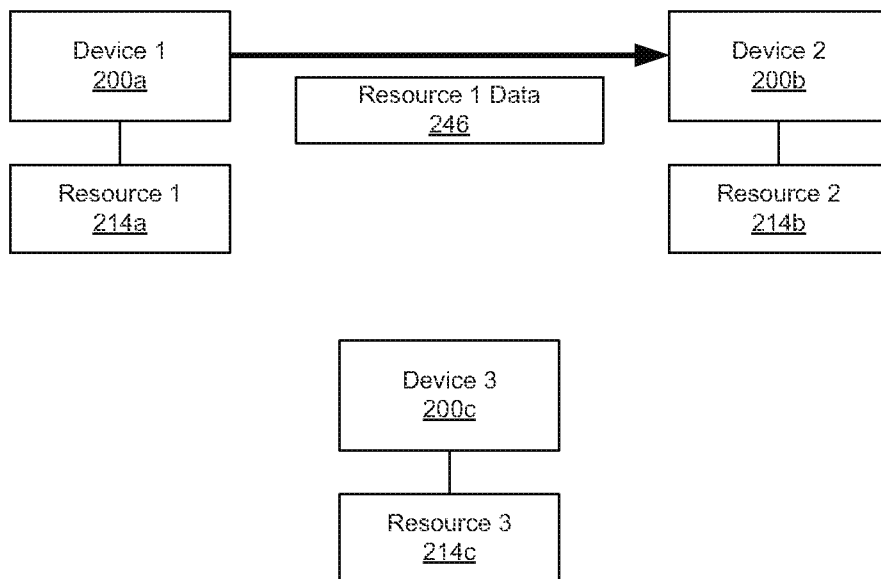 Device 1
200a
Device 2
200b
Resource 1 Data
246
Resource 1
214a
Resource 2
214b
Device 3
200c
Resource 3
214c